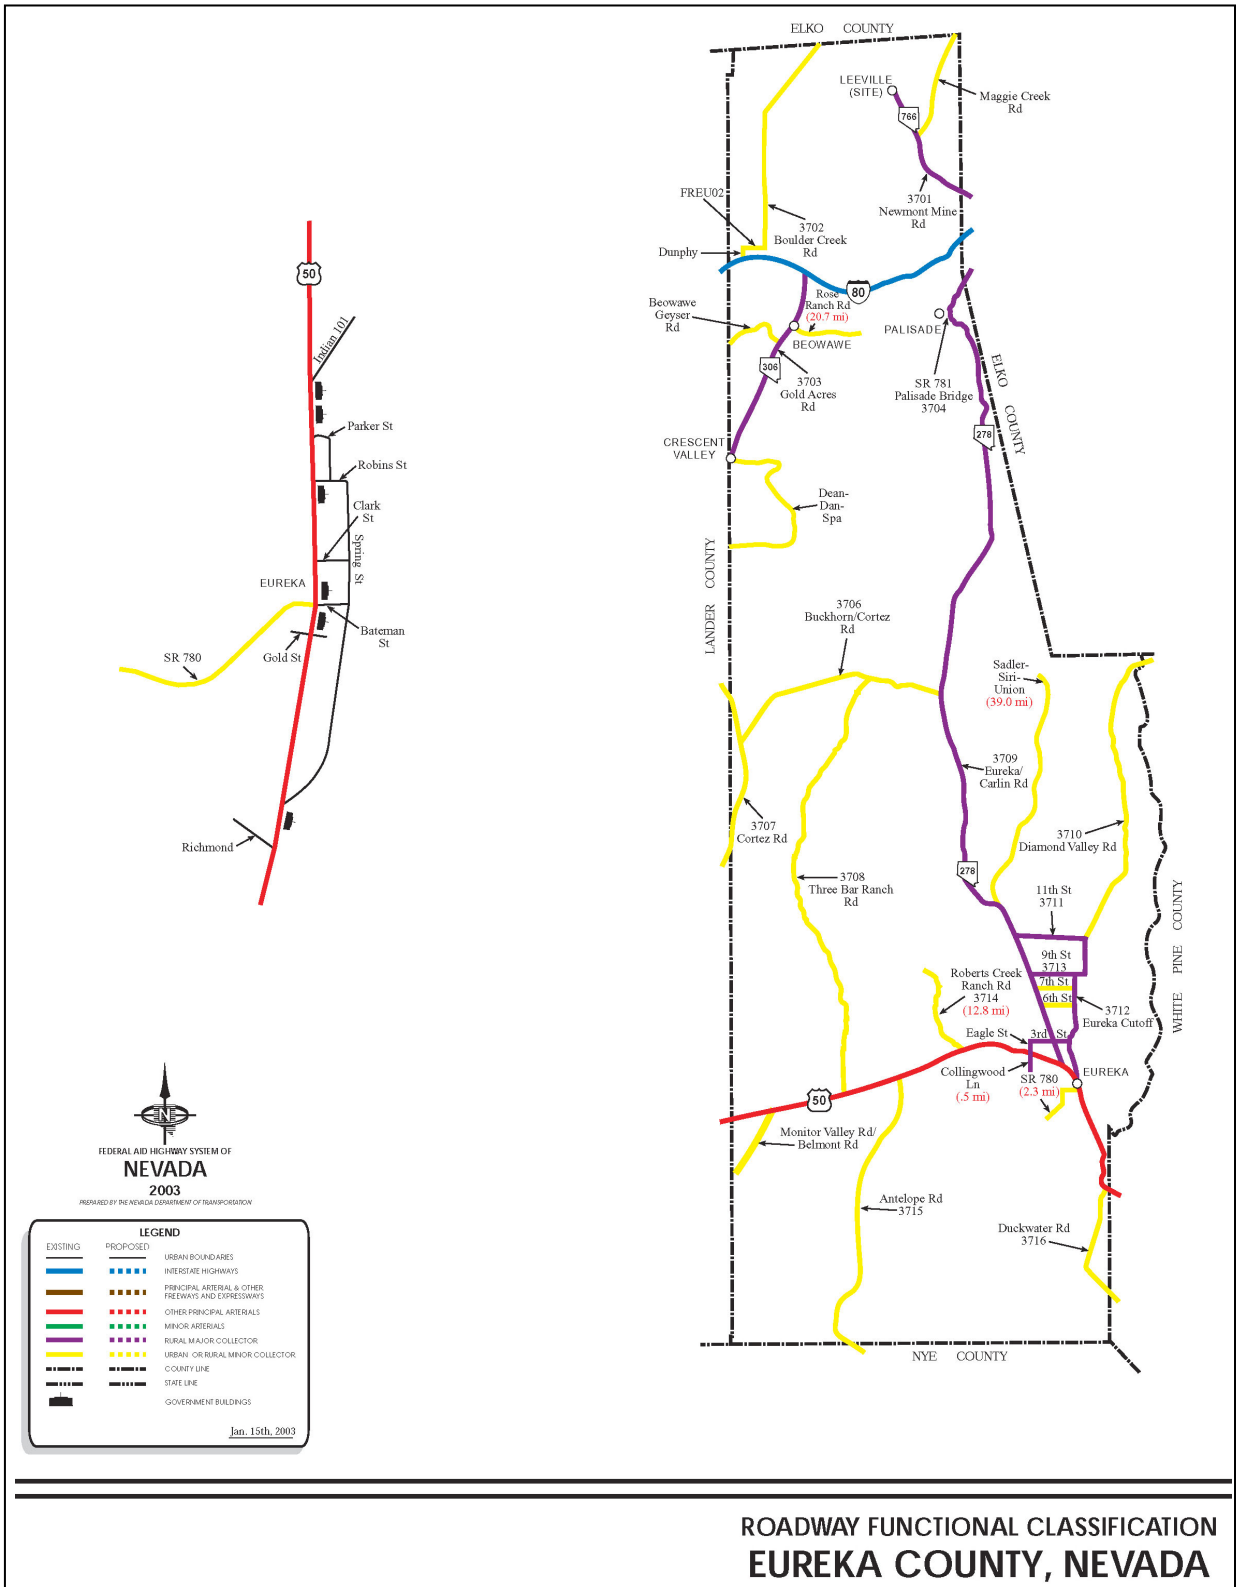 ELKO COUNTY
LEEVILLE
(SITE)
Maggie Creek
Rd
766
3701
Newmont Mine
Rd
FREU02
3702
Boulder Creek
Rd
Dunphy
80
Rose
Ranch Rd
(20.7 mi)
Beowawe
Geyser
Rd
BEOWAWE
PALISADE
306
3703
Gold Acres
Rd
SR 781
Palisade Bridge
3704
ELKO COUNTY
278
CRESCENT
VALLEY
Dean-
Dan-
Spa
LANDER COUNTY
3706
Buckhorn/Cortez
Rd
Sadler-
Siri-
Union
(39.0 mi)
3709
Eureka/
Carlin Rd
3707
Cortez Rd
3710
Diamond Valley Rd
3708
Three Bar Ranch
Rd
278
11th St
3711
WHITE PINE COUNTY
9th St
3713
7th St
6th St
Roberts Creek
Ranch Rd
3714
(12.8 mi)
3712
Eureka Cutoff
Eagle St
3rd St
Collingwood
Ln
(.5 mi)
SR 780
(2.3 mi)
EUREKA
50
Monitor Valley Rd/
Belmont Rd
Antelope Rd
3715
Duckwater Rd
3716
NYE COUNTY
50
Indian 101
Parker St
Robins St
Clark
St
Spring St
EUREKA
Bateman
St
Gold St
SR 780
Richmond
N
FEDERAL AID HIGHWAY SYSTEM OF
NEVADA
2003
PREPARED BY THE NEVADA DEPARTMENT OF TRANSPORTATION
LEGEND
EXISTING PROPOSED
URBAN BOUNDARIES
INTERSTATE HIGHWAYS
PRINCIPAL ARTERIAL & OTHER
FREEWAYS AND EXPRESSWAYS
OTHER PRINCIPAL ARTERIALS
MINOR ARTERIALS
RURAL MAJOR COLLECTOR
URBAN OR RURAL MINOR COLLECTOR
COUNTY LINE
STATE LINE
GOVERNMENT BUILDINGS
Jan. 15th, 2003
ROADWAY FUNCTIONAL CLASSIFICATION
EUREKA COUNTY, NEVADA